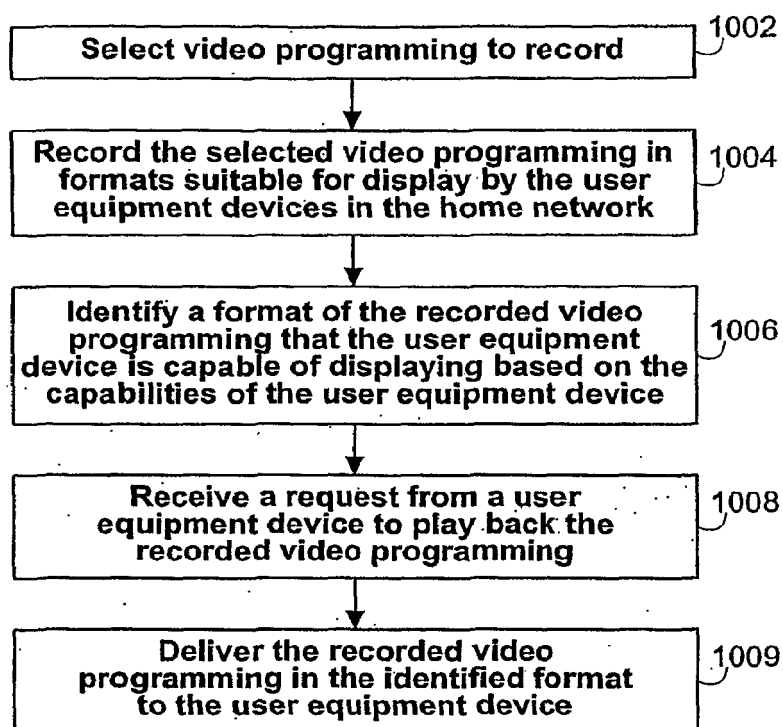 Select video programming to record
1002
Record the selected video programming in
formats suitable for display by the user
equipment devices in the home network
1004
Identify a format of the recorded video
programming that the user equipment
device is capable of displaying based on the
capabilities of the user equipment device
1006
Receive a request from a user
equipment device to play back the
recorded video programming
1008
Deliver the recorded video
programming in the identified format
to the user equipment device
1009